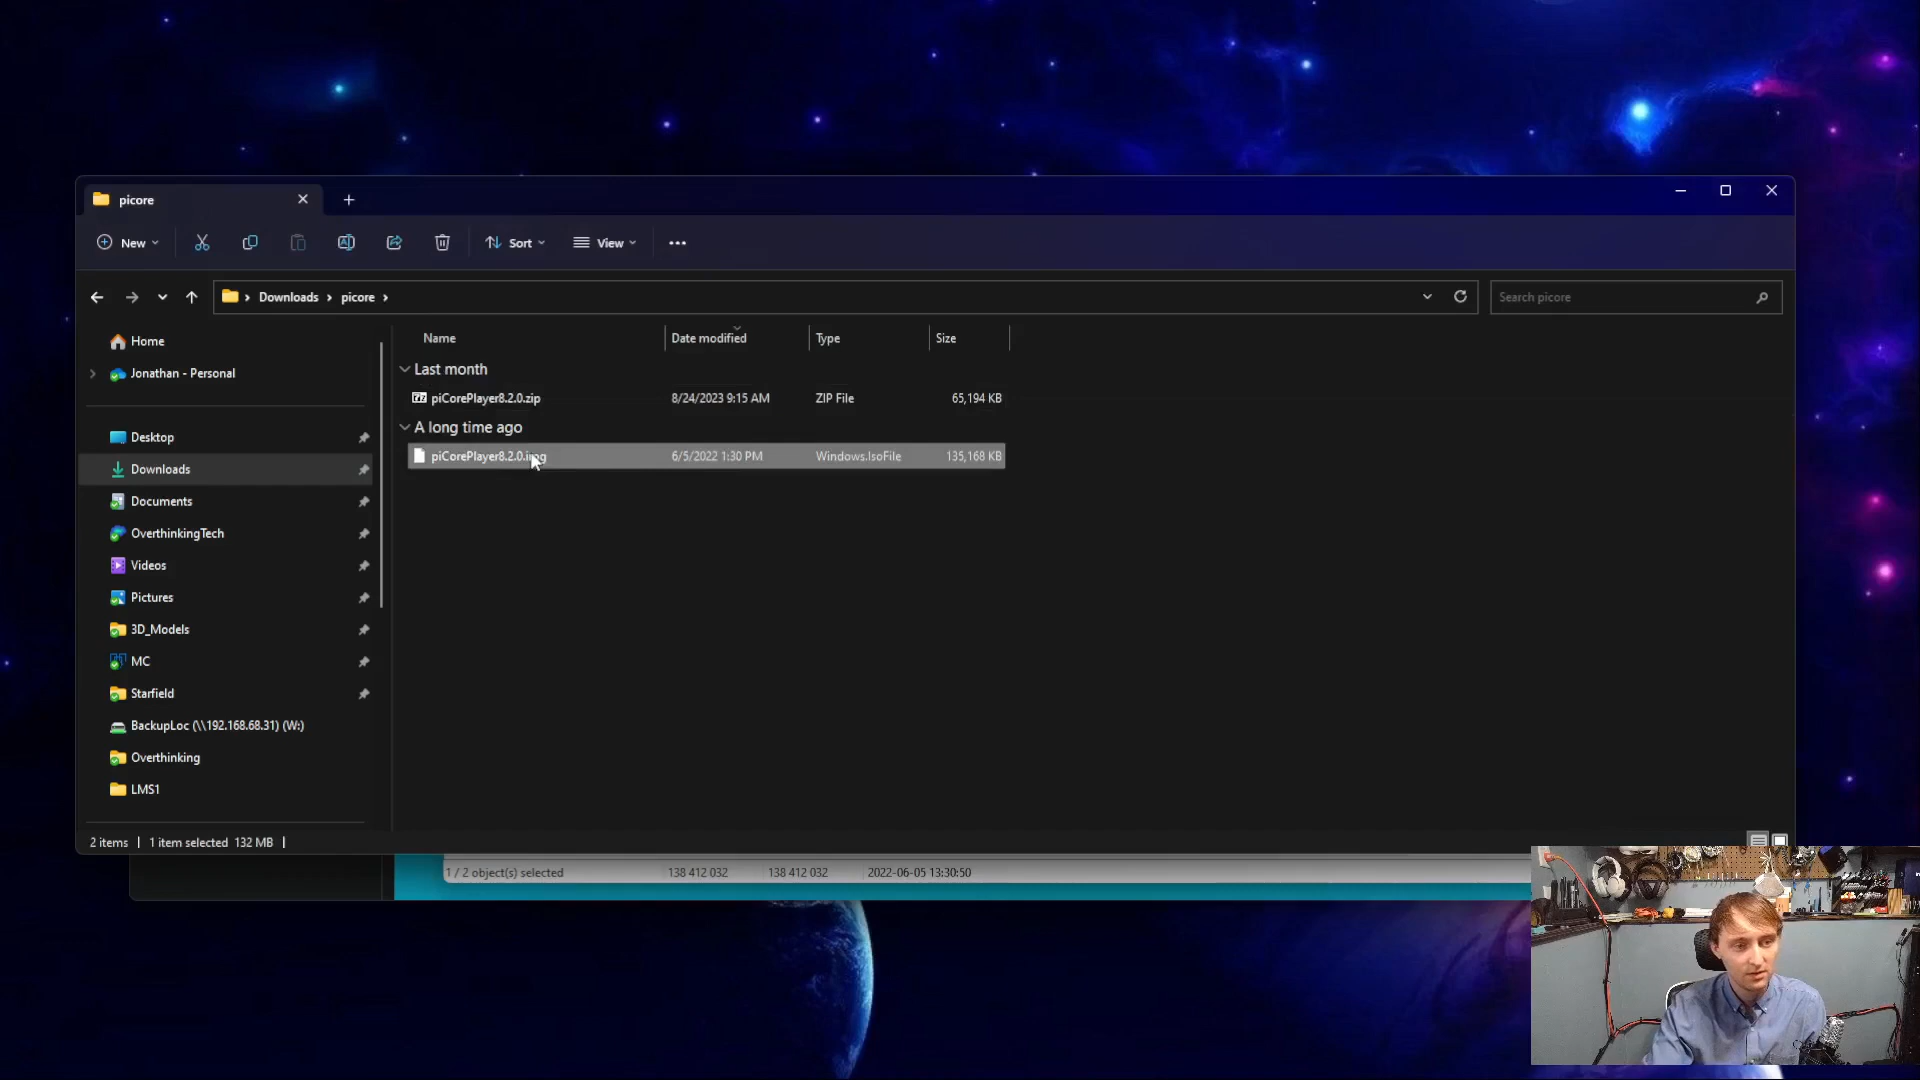 picore
New
Sort
View
Downloads
picore
Search picore
Home
Jonathan - Personal
Desktop
Downloads
Documents
OverthinkingTech
Videos
Pictures
3D_Models
MC
Starfield
BackupLoc (\\192.168.68.31) (W:)
Overthinking
LMS1
Name Date modified Type Size
Last month
piCorePlayer8.2.0.zip 8/24/2023 9:15 AM ZIP File 65,194 KB
A long time ago
piCorePlayer8.2.0.img 6/5/2022 1:30 PM Windows.IsoFile 135,168 KB
2 items 1 item selected 132 MB
1 / 2 object(s) selected 138 412 032 138 412 032 2022-06-05 13:30:50